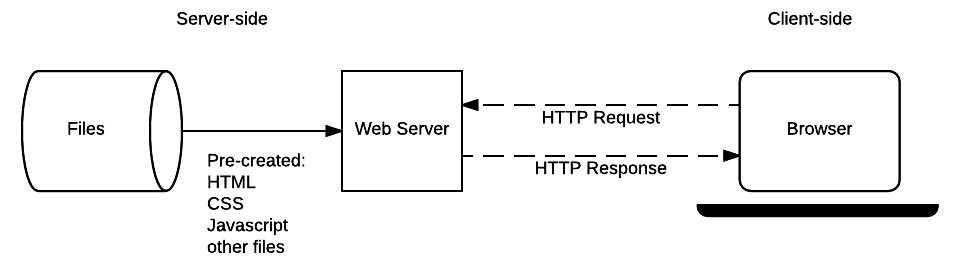 Server-side
Client-side
Files
Web Server
Browser
HTTP Request
HTTP Response
Pre-created:
HTML
CSS
Javascript
other files